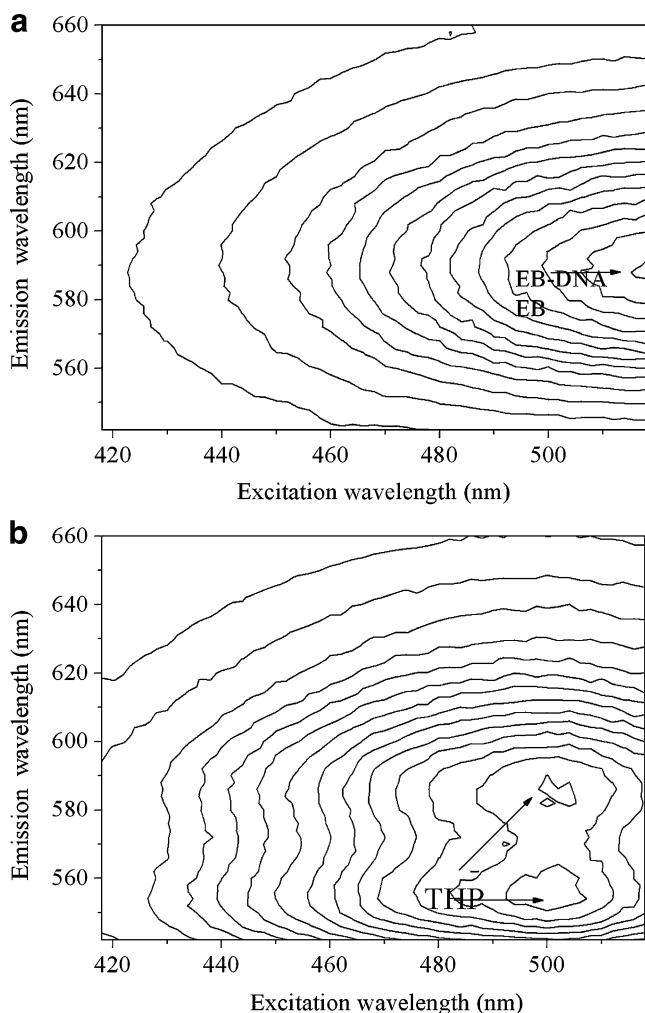 a
660
640
620
600
580
560
Emission wavelength (nm)
EB-DNA
EB
420 440 460 480 500
Excitation wavelength (nm)
b
660
640
620
600
580
560
Emission wavelength (nm)
THP
420 440 460 480 500
Excitation wavelength (nm)